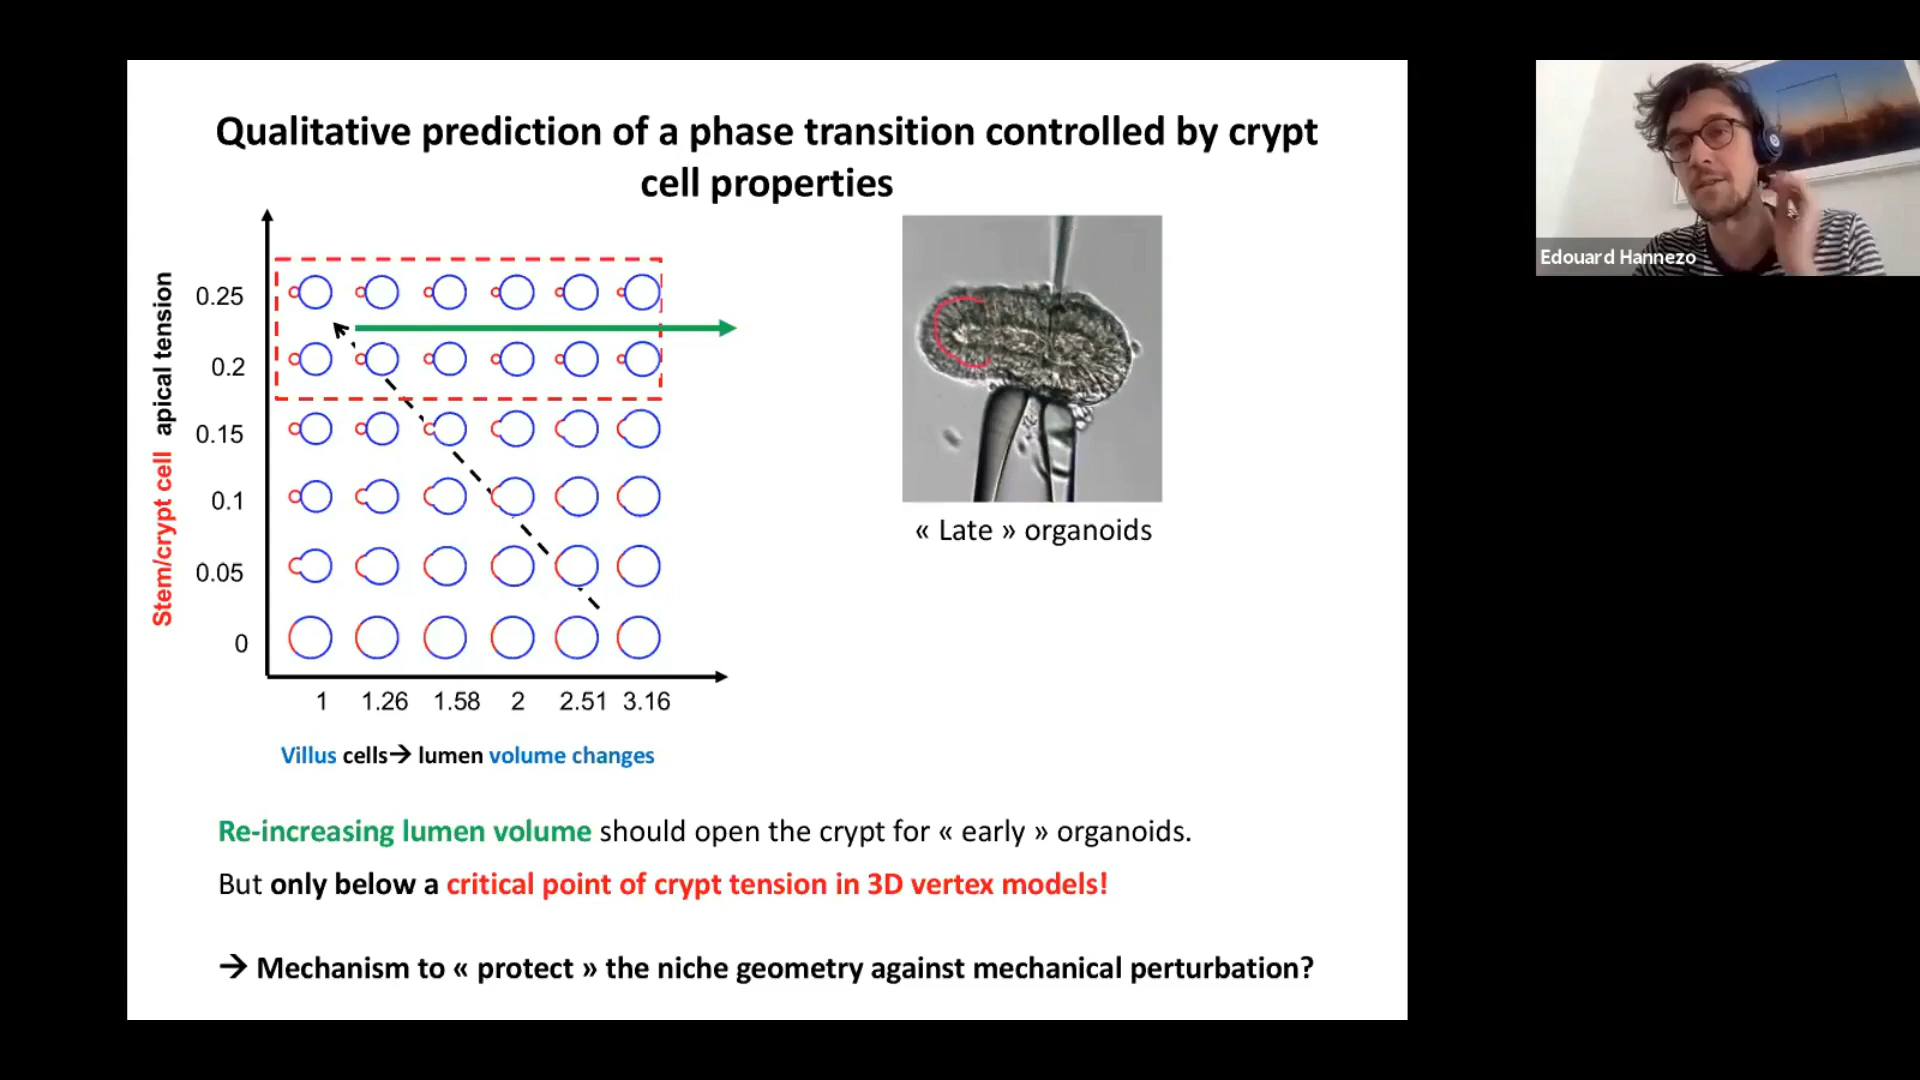 Qualitative prediction of a phase transition controlled by crypt
cell properties
Stem/crypt cell apical tension
0.25
0.2
0.15
0.1
0.05
0
1 1.26 1.58 2 2.51 3.16
Villus cells→ lumen volume changes
« Late » organoids
Re-increasing lumen volume should open the crypt for « early » organoids.
But only below a critical point of crypt tension in 3D vertex models!
→ Mechanism to « protect » the niche geometry against mechanical perturbation?
Edouard Hannezo